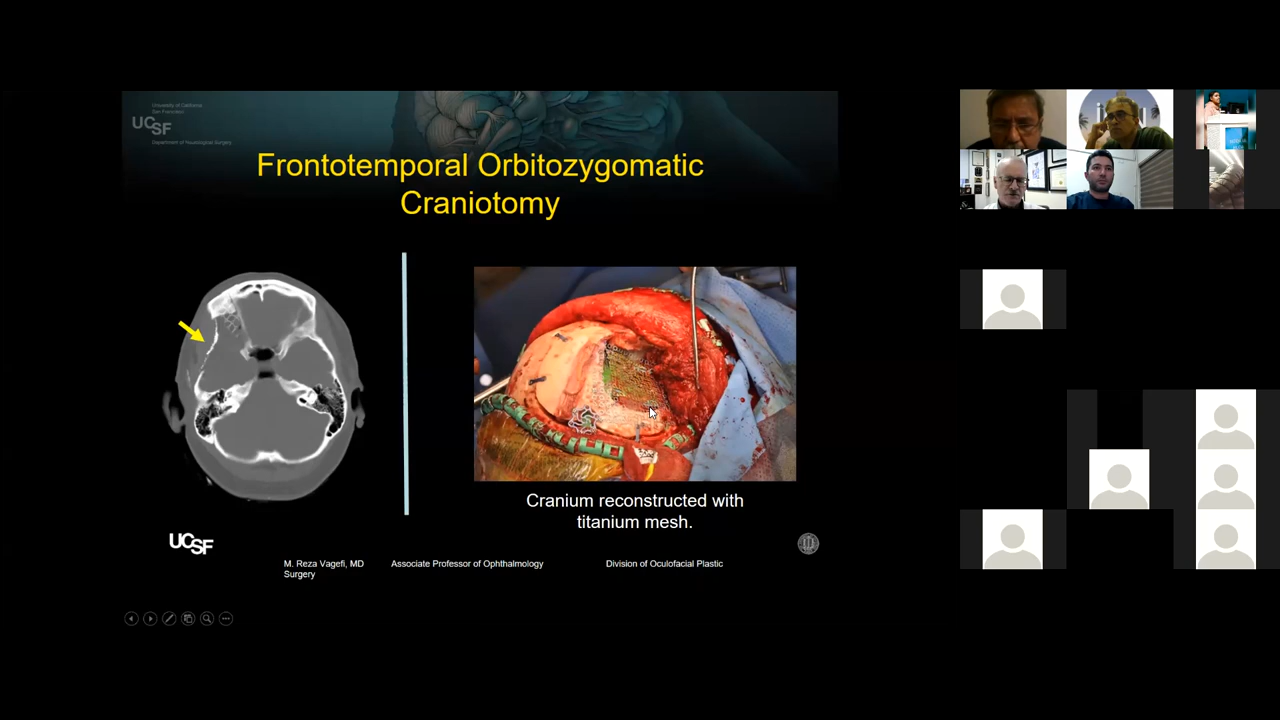 University of California
San Francisco
UCSF
Department of Neurological Surgery
Frontotemporal Orbitozygomatic
Craniotomy
Cranium reconstructed with
titanium mesh.
UCSF
M. Reza Vagefi, MD Associate Professor of Ophthalmology Division of Oculofacial Plastic
Surgery